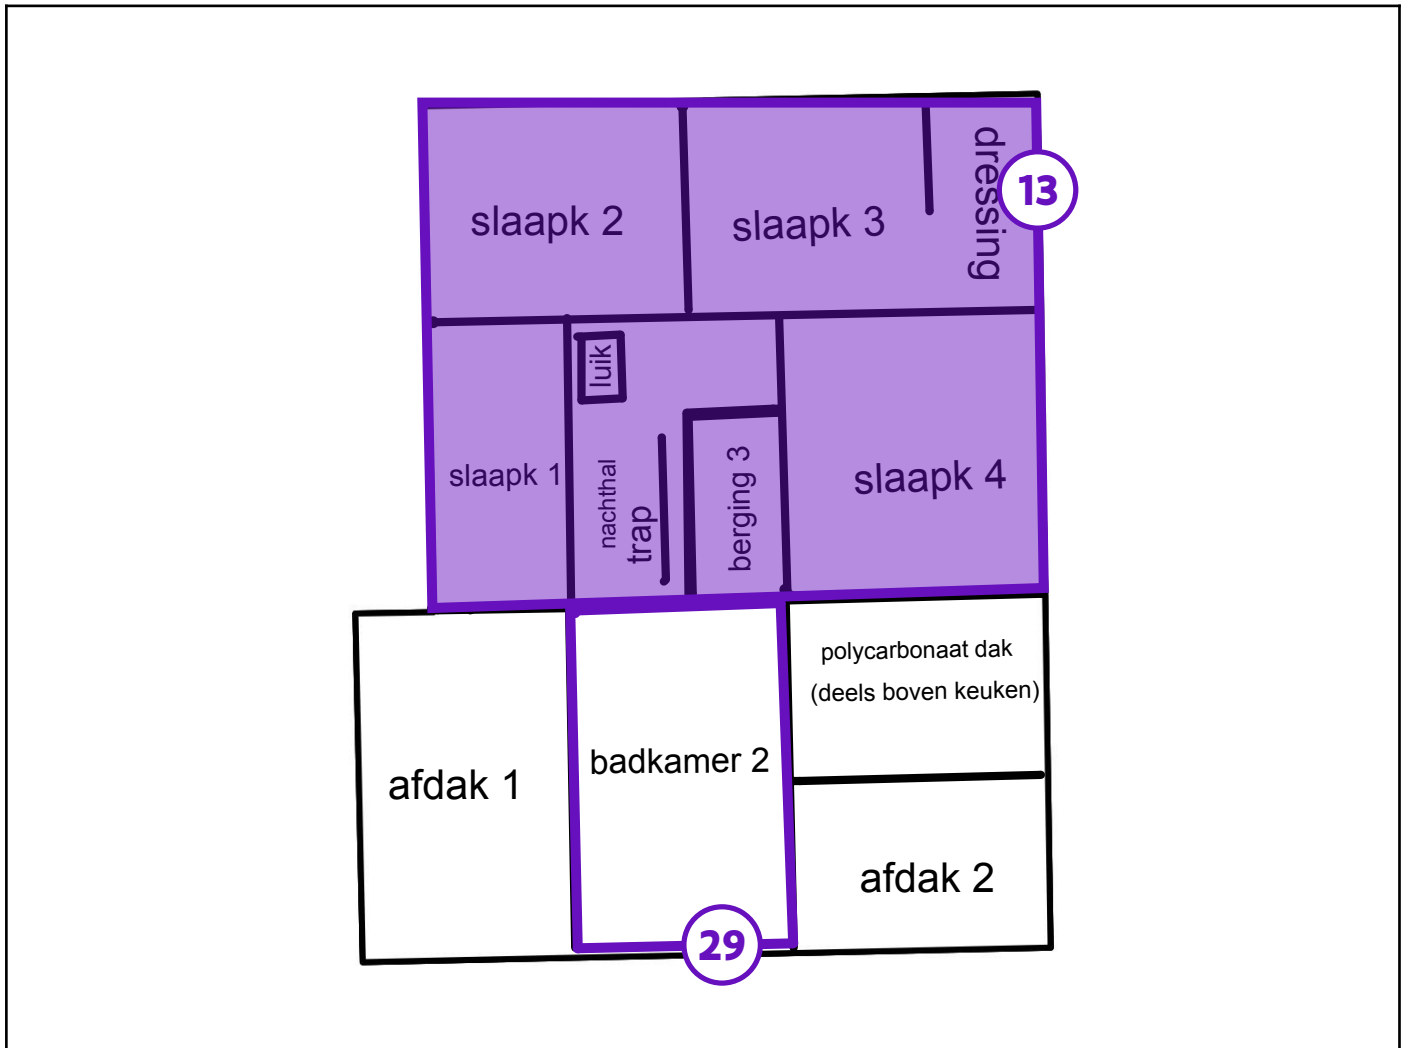 slaapk 2
slaapk 3
dressing
13
luik
slaapk 1
nachthal
trap
berging 3
slaapk 4
polycarbonaat dak
(deels boven keuken)
afdak 1
badkamer 2
afdak 2
29